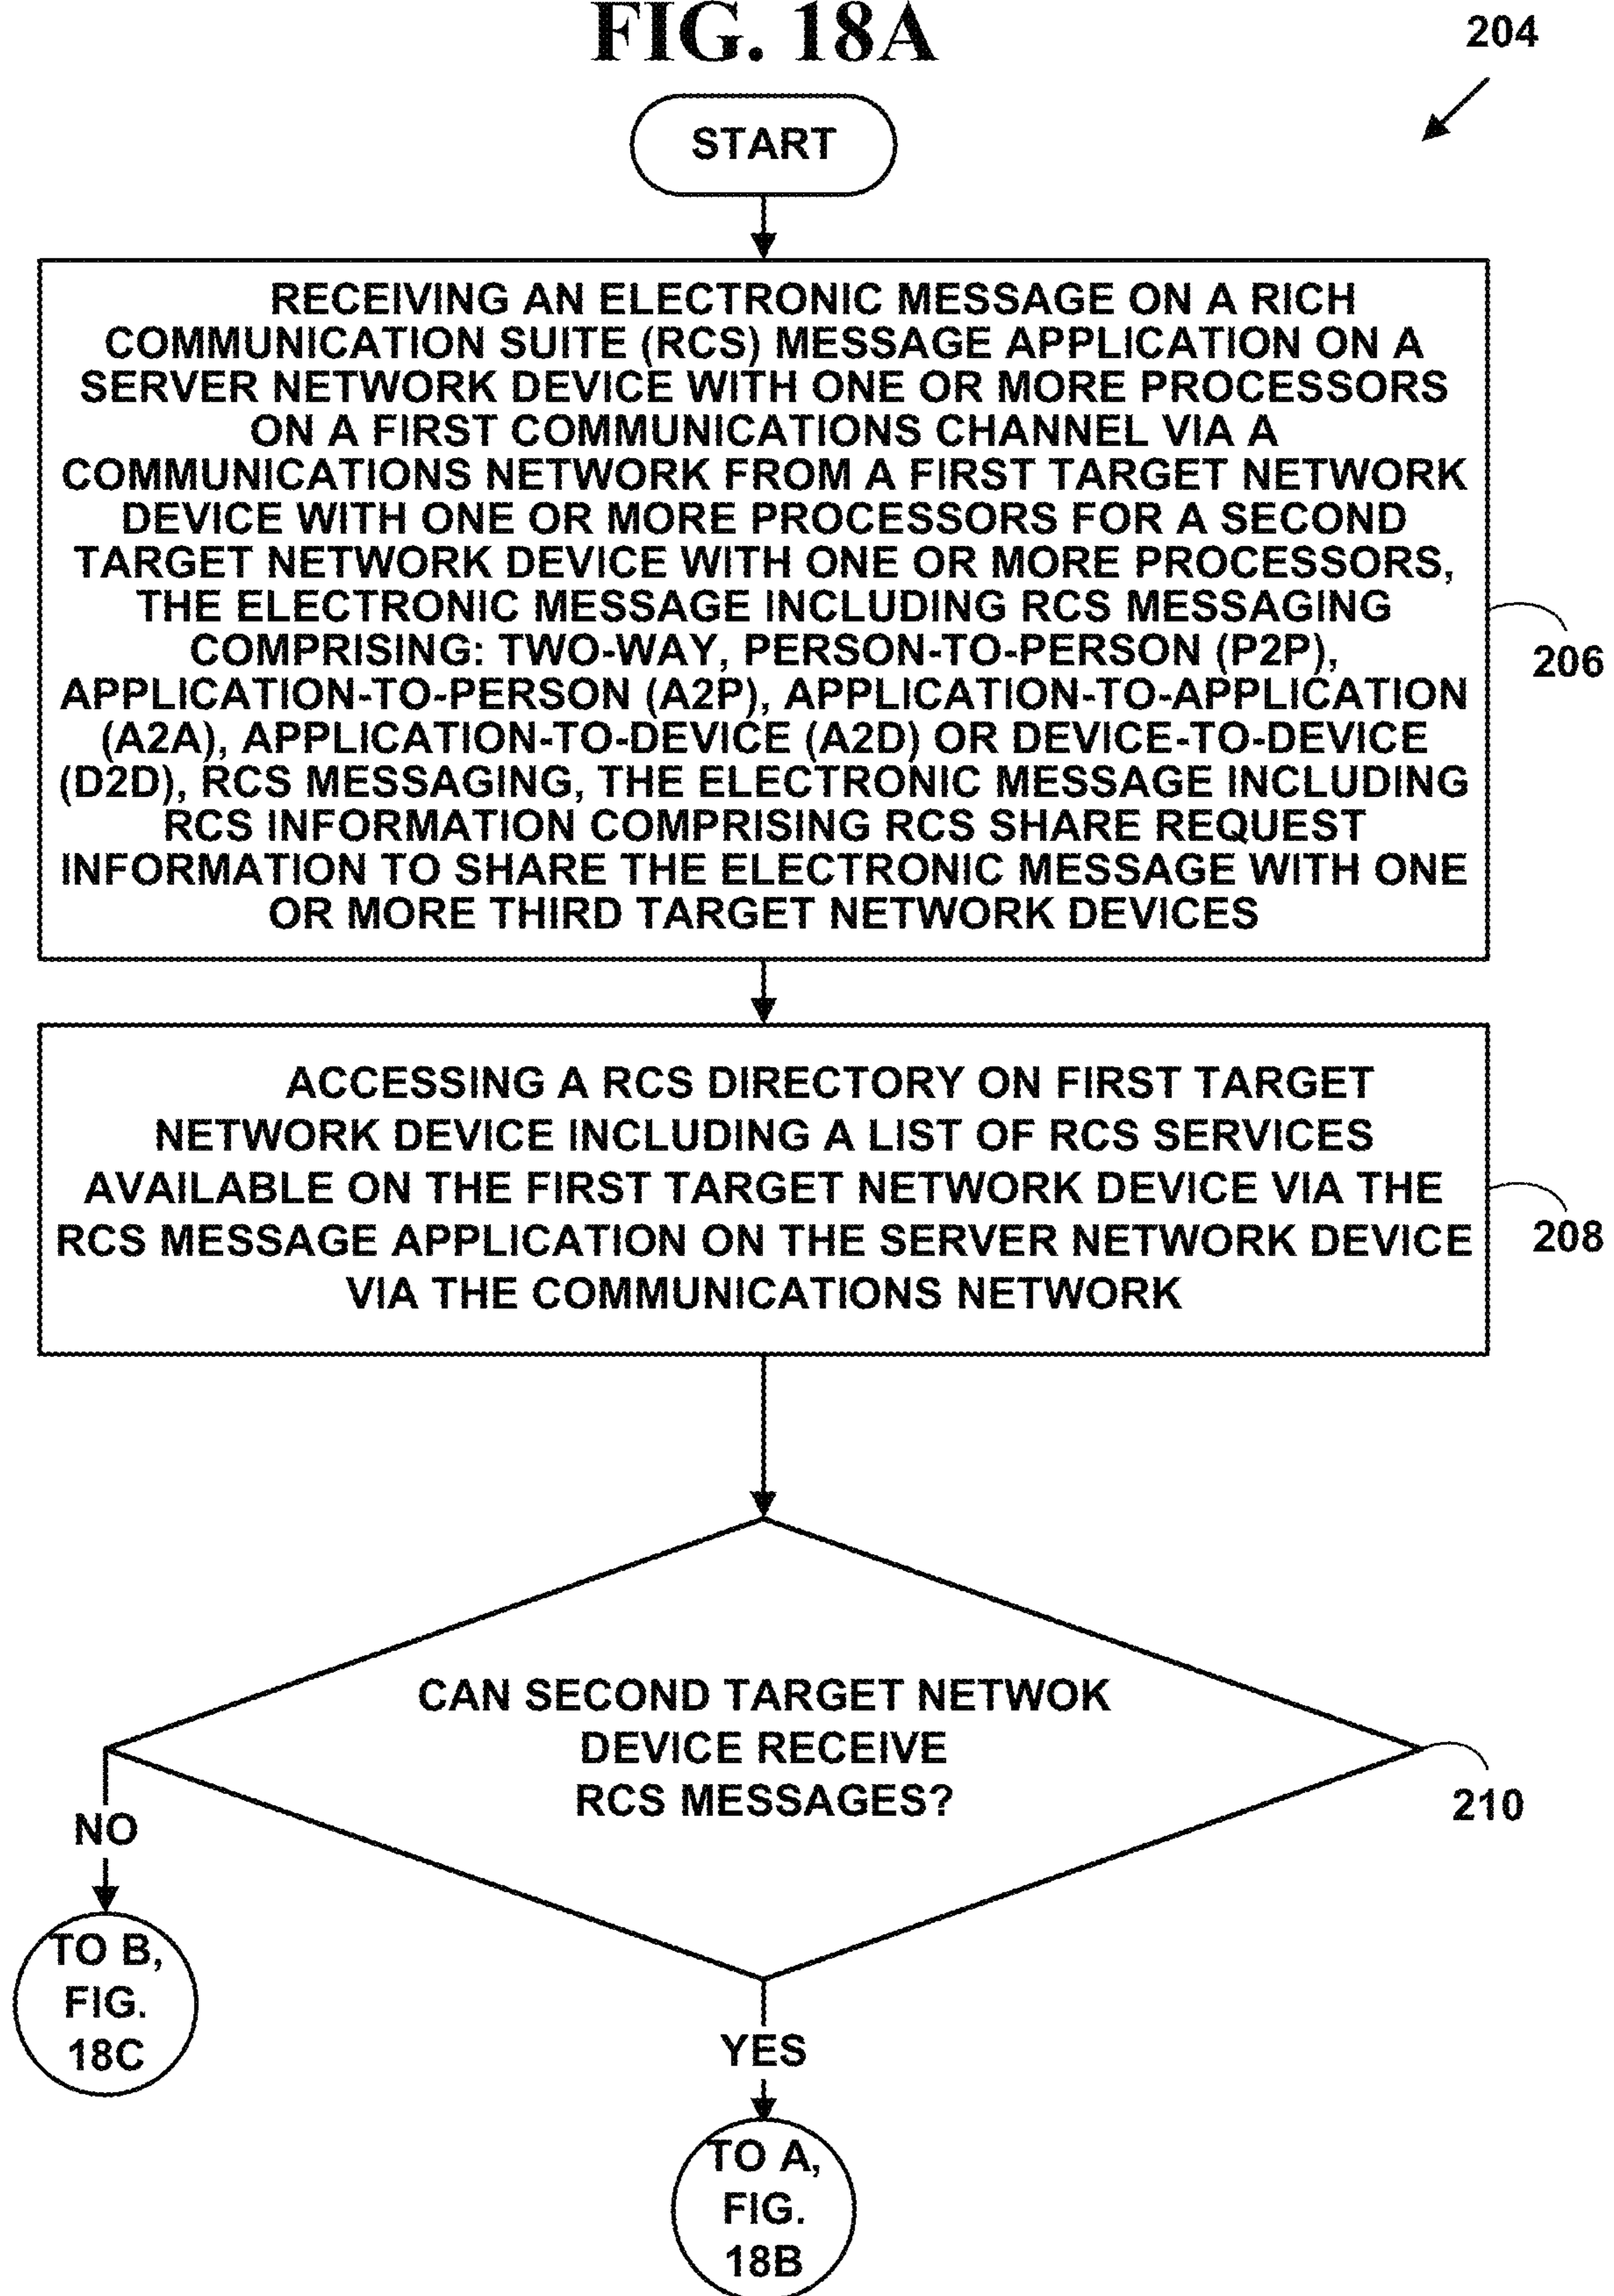 FIG. 18A
204
START
RECEIVING AN ELECTRONIC MESSAGE ON A RICH
COMMUNICATION SUITE (RCS) MESSAGE APPLICATION ON A
SERVER NETWORK DEVICE WITH ONE OR MORE PROCESSORS
ON A FIRST COMMUNICATIONS CHANNEL VIA A
COMMUNICATIONS NETWORK FROM A FIRST TARGET NETWORK
DEVICE WITH ONE OR MORE PROCESSORS FOR A SECOND
TARGET NETWORK DEVICE WITH ONE OR MORE PROCESSORS,
THE ELECTRONIC MESSAGE INCLUDING RCS MESSAGING
COMPRISING: TWO-WAY, PERSON-TO-PERSON (P2P),
APPLICATION-TO-PERSON (A2P), APPLICATION-TO-APPLICATION
(A2A), APPLICATION-TO-DEVICE (A2D) OR DEVICE-TO-DEVICE
(D2D), RCS MESSAGING, THE ELECTRONIC MESSAGE INCLUDING
RCS INFORMATION COMPRISING RCS SHARE REQUEST
INFORMATION TO SHARE THE ELECTRONIC MESSAGE WITH ONE
OR MORE THIRD TARGET NETWORK DEVICES
206
ACCESSING A RCS DIRECTORY ON FIRST TARGET
NETWORK DEVICE INCLUDING A LIST OF RCS SERVICES
AVAILABLE ON THE FIRST TARGET NETWORK DEVICE VIA THE
RCS MESSAGE APPLICATION ON THE SERVER NETWORK DEVICE
VIA THE COMMUNICATIONS NETWORK
208
CAN SECOND TARGET NETWOK
DEVICE RECEIVE
RCS MESSAGES?
210
NO
TO B,
FIG.
18C
YES
TO A,
FIG.
18B